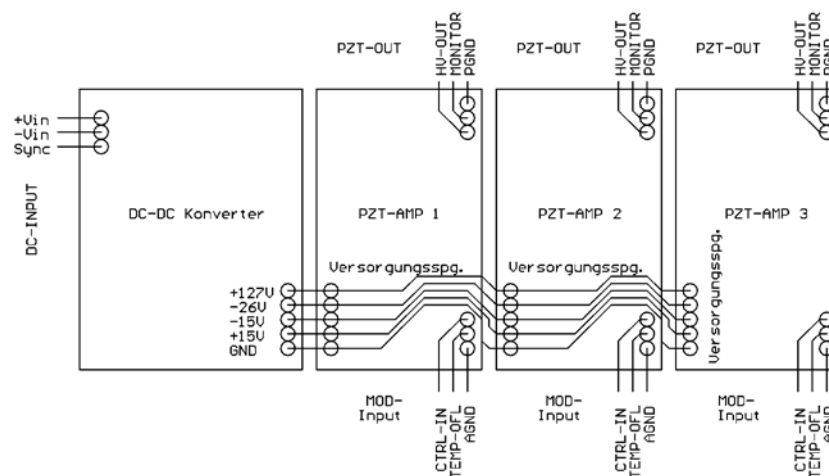 PZT-OUT
HV-OUT
MONITOR
PGND
PZT-OUT
HV-OUT
MONITOR
PGND
PZT-OUT
HV-OUT
MONITOR
PGND
+Vin
-Vin
Sync
DC-INPUT
DC-DC Konverter
PZT-AMP 1
PZT-AMP 2
PZT-AMP 3
Versorgungsspg.
Versorgungsspg.
Versorgungsspg.
+127V
-26V
-15V
+15V
GND
MOD-
Input
CTRL-IN
TEMP-OFL
AGND
MOD-
Input
CTRL-IN
TEMP-OFL
AGND
MOD-
Input
CTRL-IN
TEMP-OFL
AGND